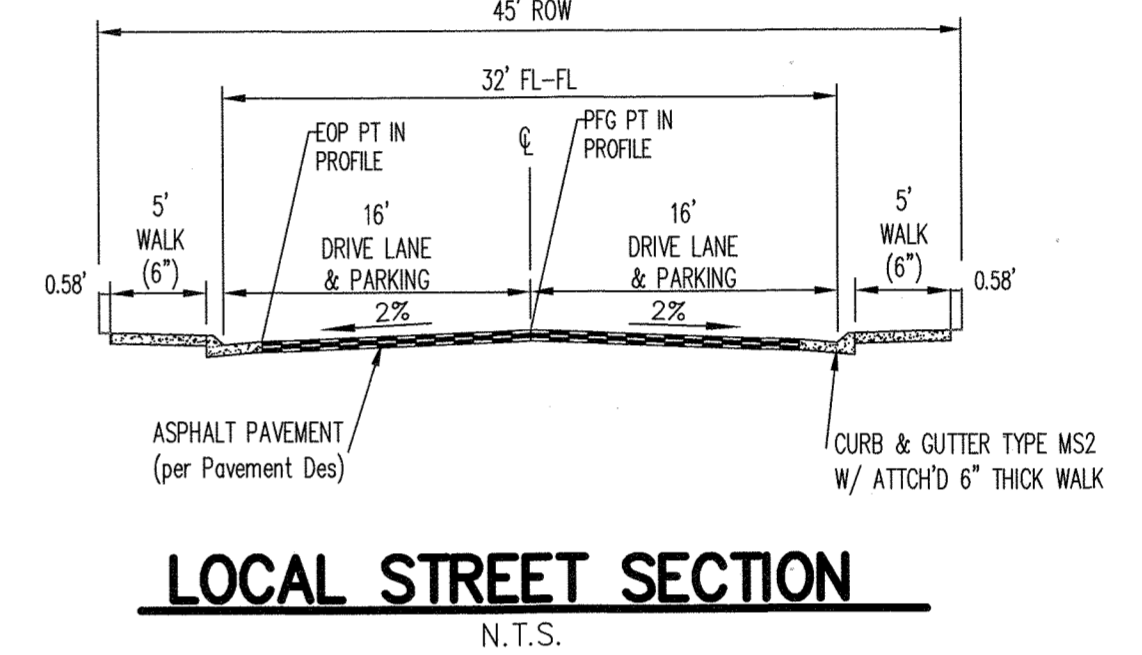 45' ROW
32' FL-FL
EOP PT IN
PROFILE
℄
PFG PT IN
PROFILE
5'
WALK
(6")
16'
DRIVE LANE
& PARKING
16'
DRIVE LANE
& PARKING
5'
WALK
(6")
0.58'
0.58'
2%
2%
ASPHALT PAVEMENT
(per Pavement Des)
CURB & GUTTER TYPE MS2
W/ ATTCH'D 6" THICK WALK
LOCAL STREET SECTION
N.T.S.